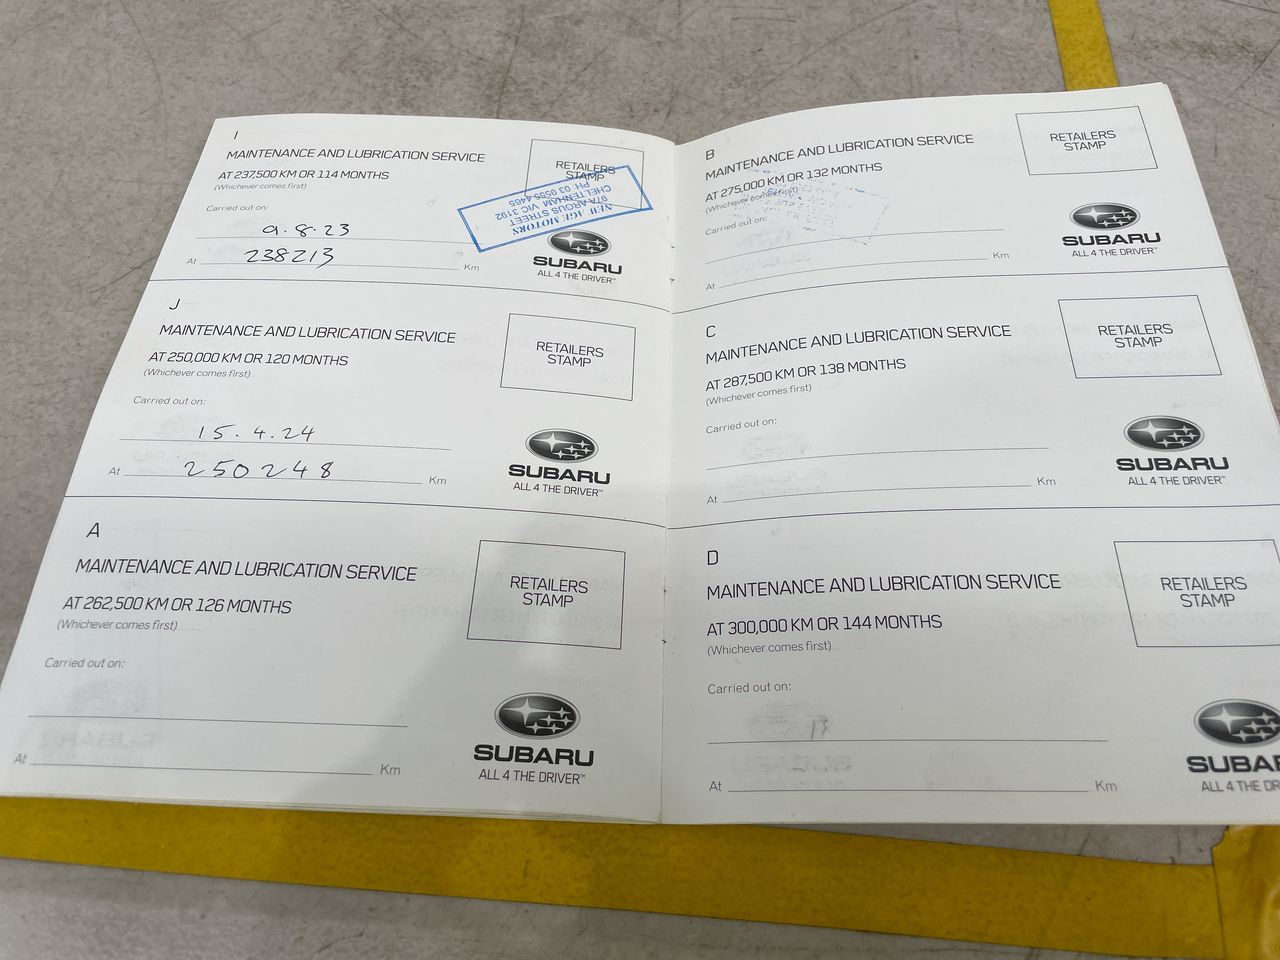 I
MAINTENANCE AND LUBRICATION SERVICE
AT 237,500 KM OR 114 MONTHS
(Whichever comes first)
Carried out on:
9.8.23
At 238213 Km
RETAILERS
STAMP
NEW AGE MOTORS
97A ARGUS STREET
CHELTENHAM VIC 3192
PH 03 9555 4405
SUBARU
ALL 4 THE DRIVER™
J
MAINTENANCE AND LUBRICATION SERVICE
AT 250,000 KM OR 120 MONTHS
(Whichever comes first)
Carried out on:
15.4.24
At 250248 Km
RETAILERS
STAMP
SUBARU
ALL 4 THE DRIVER™
A
MAINTENANCE AND LUBRICATION SERVICE
AT 262,500 KM OR 126 MONTHS
(Whichever comes first)
Carried out on:
At Km
RETAILERS
STAMP
SUBARU
ALL 4 THE DRIVER™
B
MAINTENANCE AND LUBRICATION SERVICE
AT 275,000 KM OR 132 MONTHS
(Whichever comes first)
Carried out on:
At Km
RETAILERS
STAMP
SUBARU
ALL 4 THE DRIVER™
C
MAINTENANCE AND LUBRICATION SERVICE
AT 287,500 KM OR 138 MONTHS
(Whichever comes first)
Carried out on:
At Km
RETAILERS
STAMP
SUBARU
ALL 4 THE DRIVER™
D
MAINTENANCE AND LUBRICATION SERVICE
AT 300,000 KM OR 144 MONTHS
(Whichever comes first)
Carried out on:
At Km
RETAILERS
STAMP
SUBAR
ALL 4 THE DR